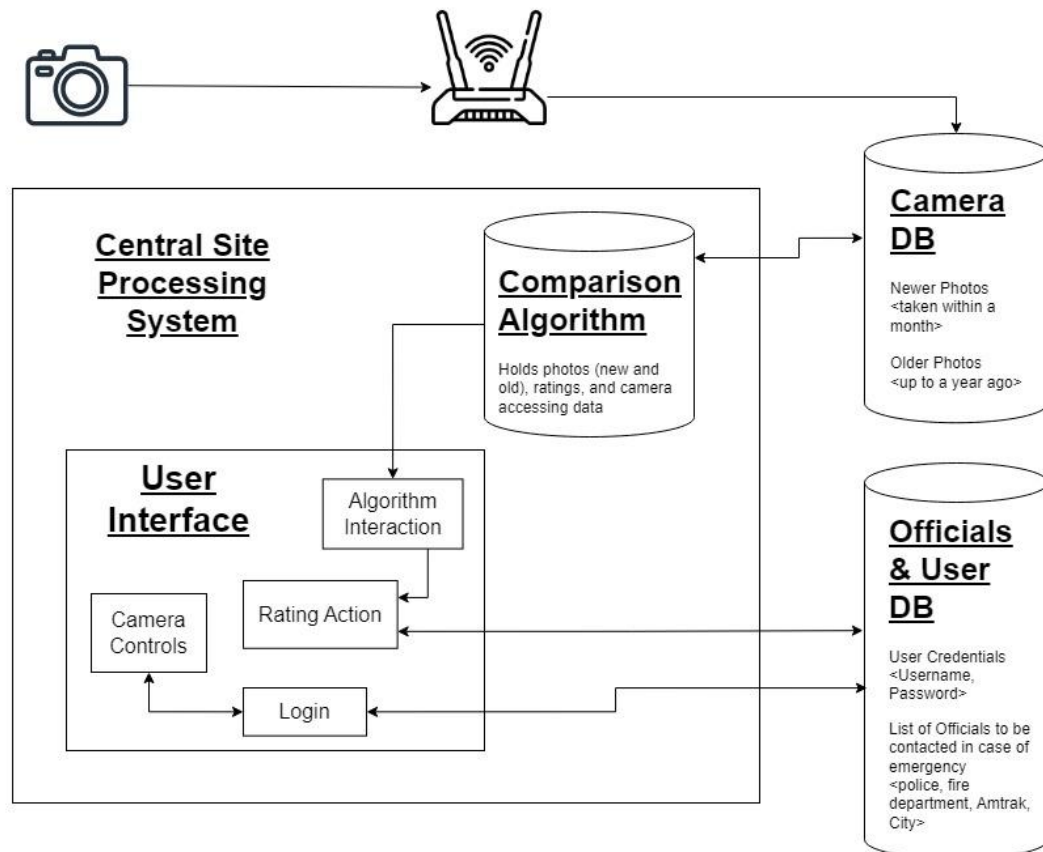 Camera
DB
Newer Photos
<taken within a
month>
Older Photos
<up to a year ago>
Central Site
Processing
System
Comparison
Algorithm
Holds photos (new and
old), ratings, and camera
accessing data
User
Interface
Algorithm
Interaction
Rating Action
Camera
Controls
Login
Officials
& User
DB
User Credentials
<Username,
Password>
List of Officials to be
contacted in case of
emergency
<police, fire
department, Amtrak,
City>